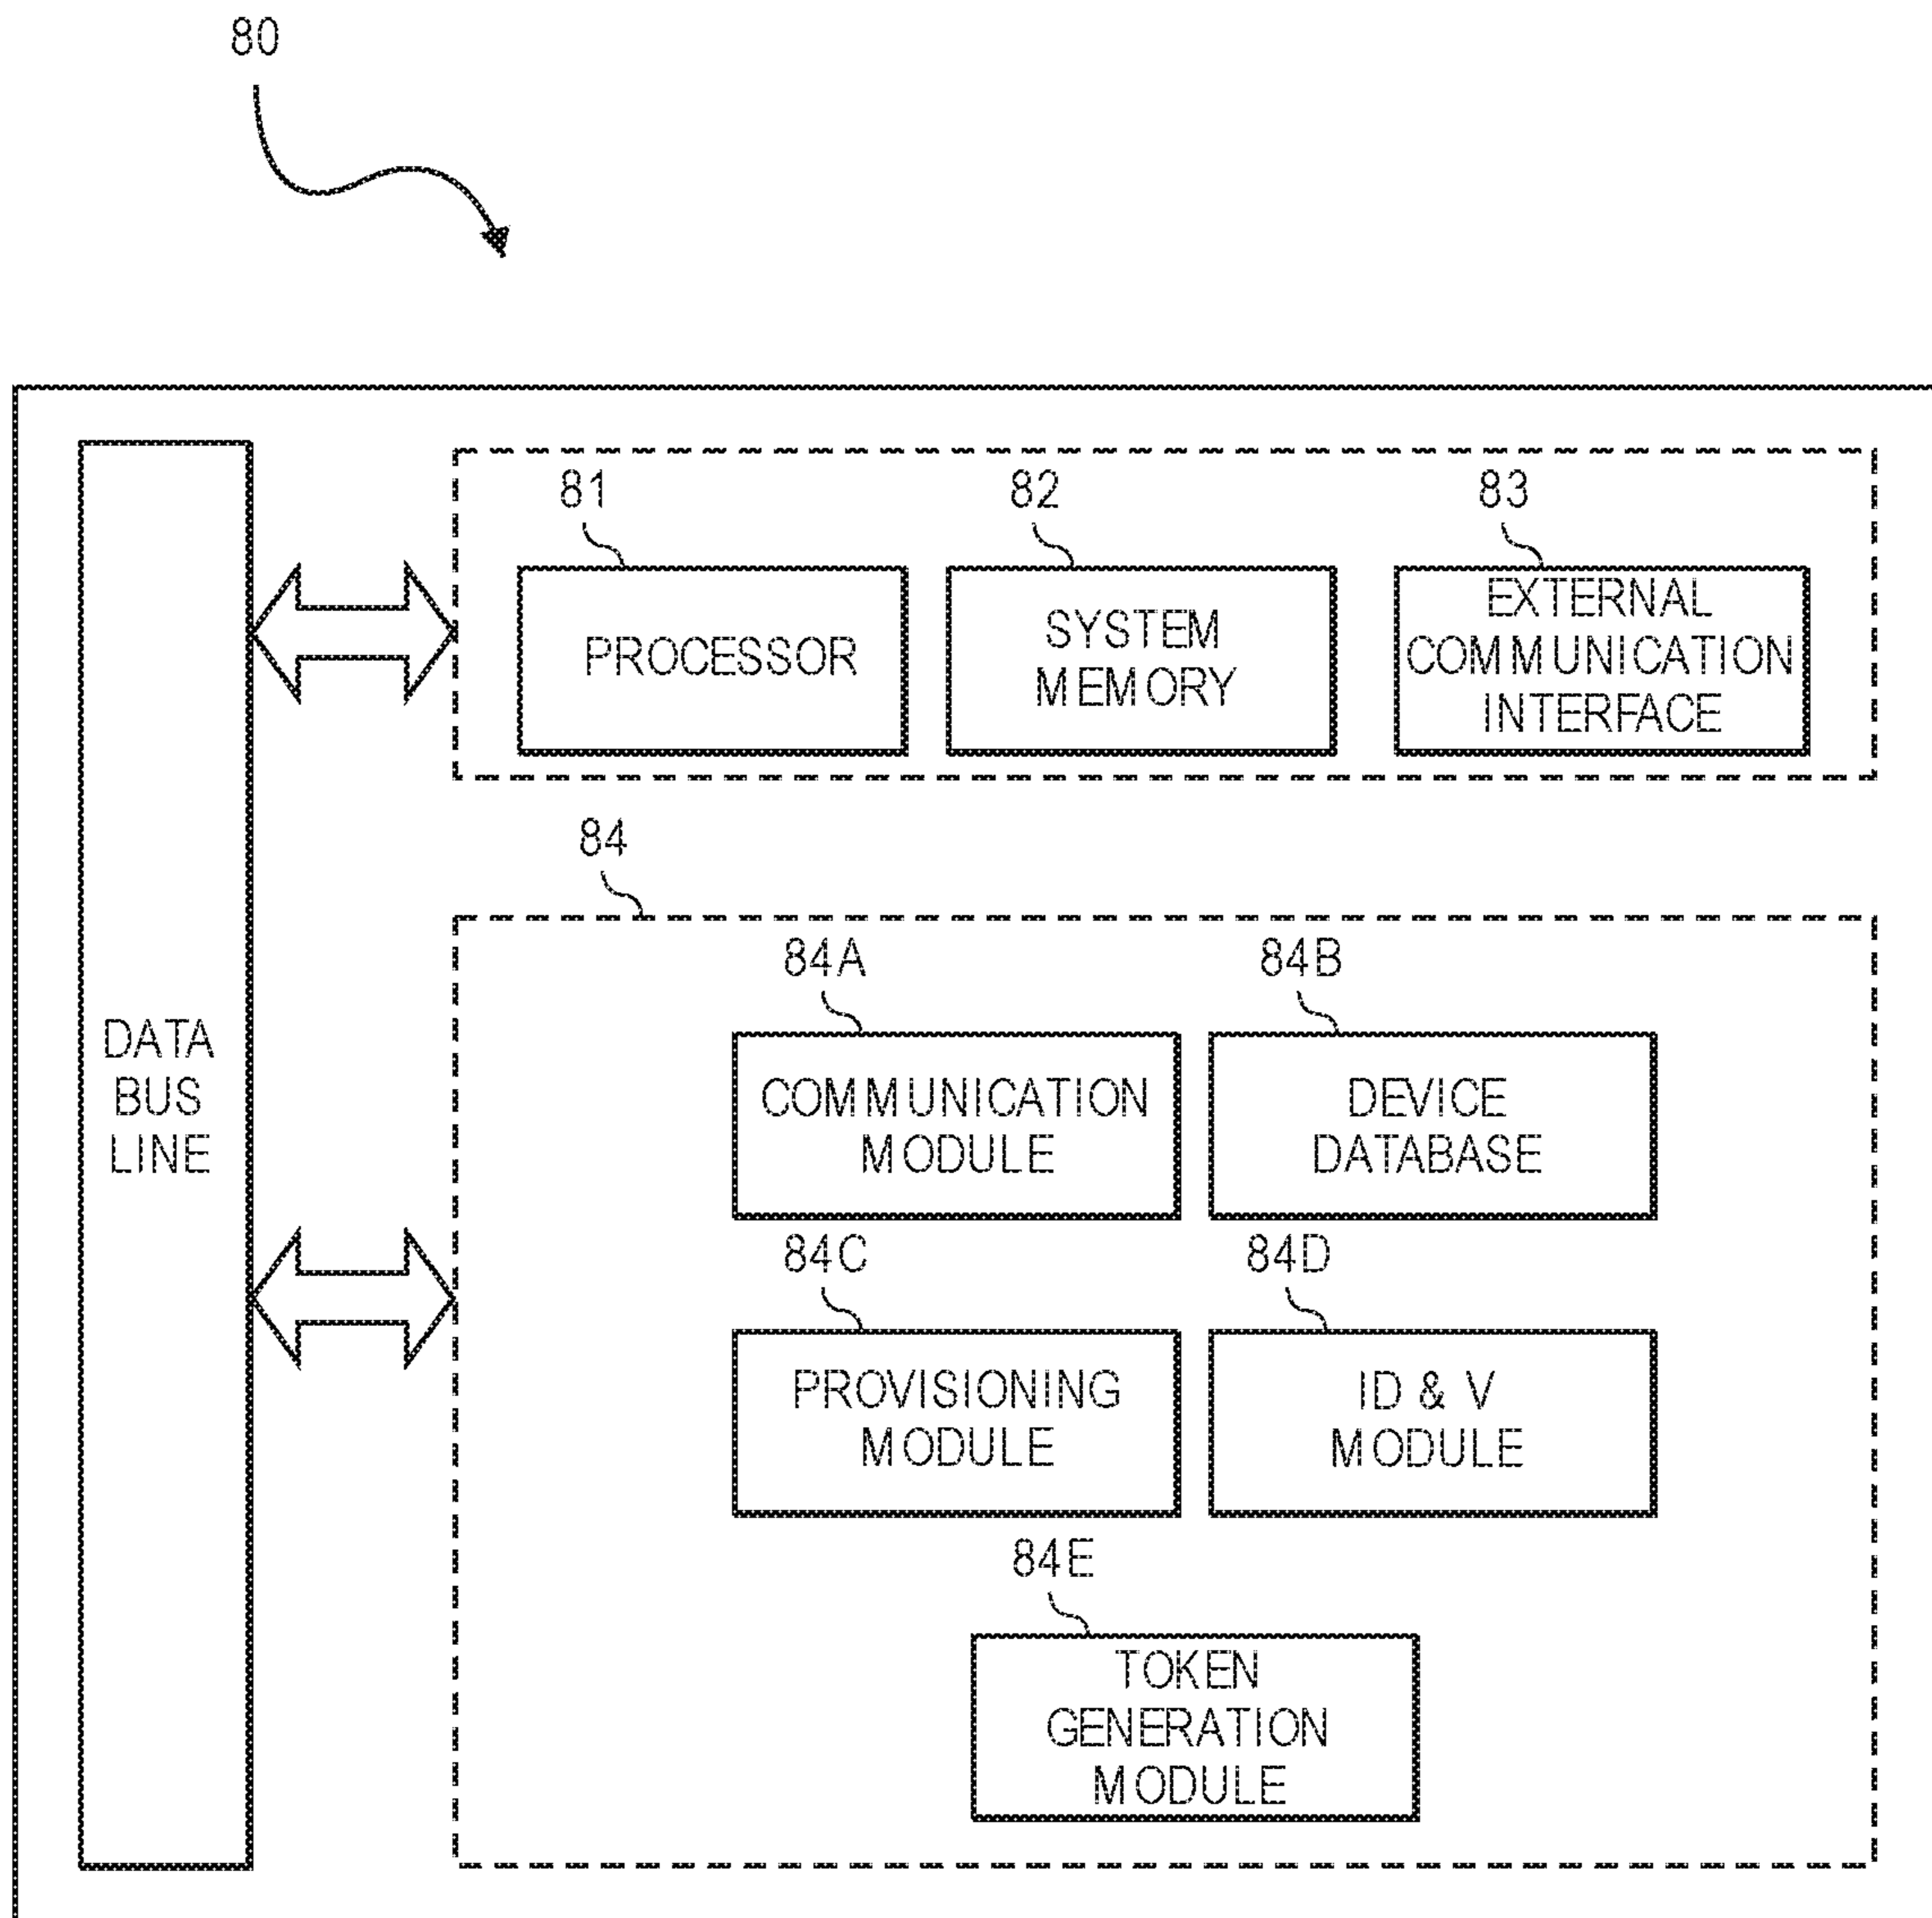 80
81
82
83
PROCESSOR
SYSTEM
MEMORY
EXTERNAL
COMMUNICATION
INTERFACE
84
DATA
BUS
LINE
84A
84B
COMMUNICATION
MODULE
DEVICE
DATABASE
84C
84D
PROVISIONING
MODULE
ID & V
MODULE
84E
TOKEN
GENERATION
MODULE